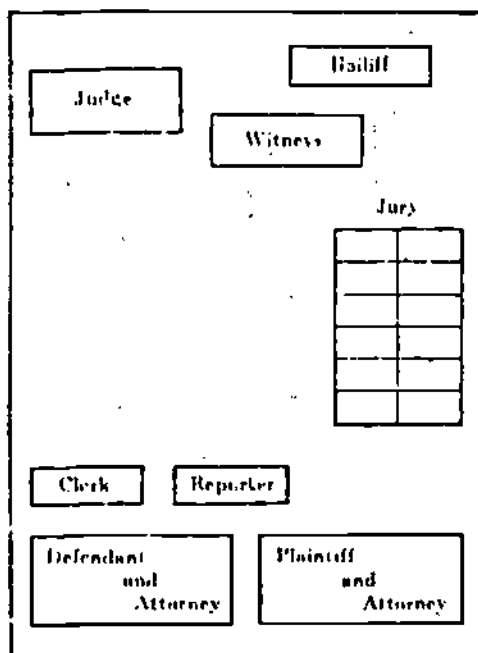 Bailiff
Judge
Witness
Jury
Clerk
Reporter
Defendant
and
Attorney
Plaintiff
and
Attorney